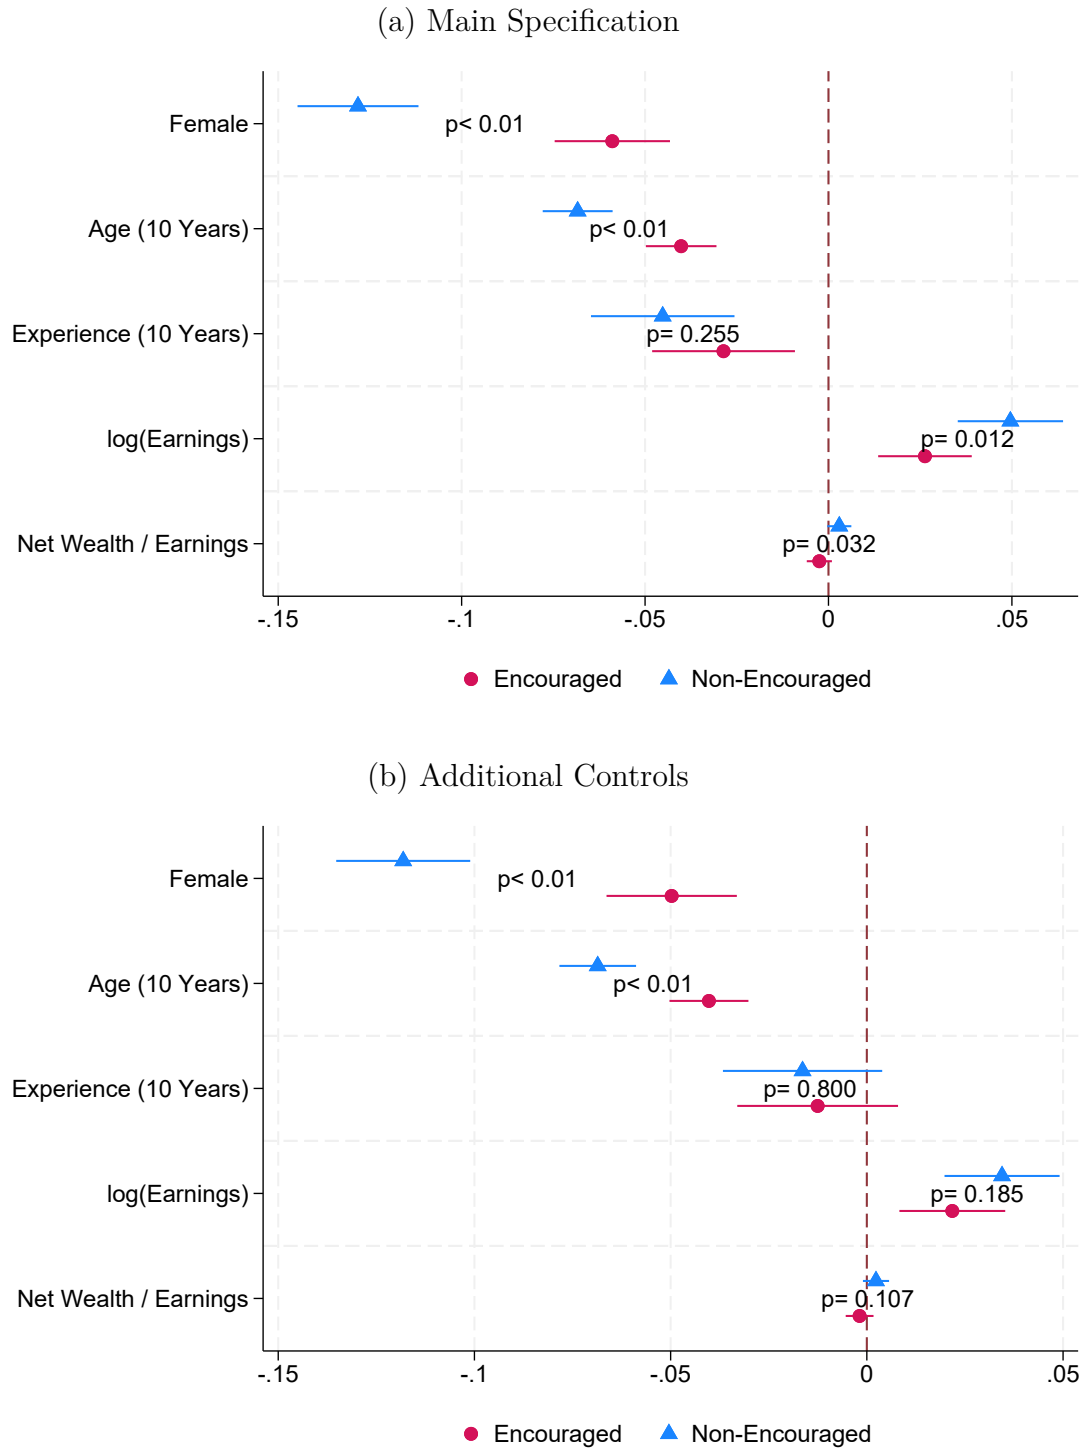 (a) Main Specification
Female
p< 0.01
Age (10 Years)
p< 0.01
Experience (10 Years)
p= 0.255
log(Earnings)
p= 0.012
Net Wealth / Earnings
p= 0.032
-.15 -.1 -.05 0 .05
Encouraged Non-Encouraged
(b) Additional Controls
Female
p< 0.01
Age (10 Years)
p< 0.01
Experience (10 Years)
p= 0.800
log(Earnings)
p= 0.185
Net Wealth / Earnings
p= 0.107
-.15 -.1 -.05 0 .05
Encouraged Non-Encouraged